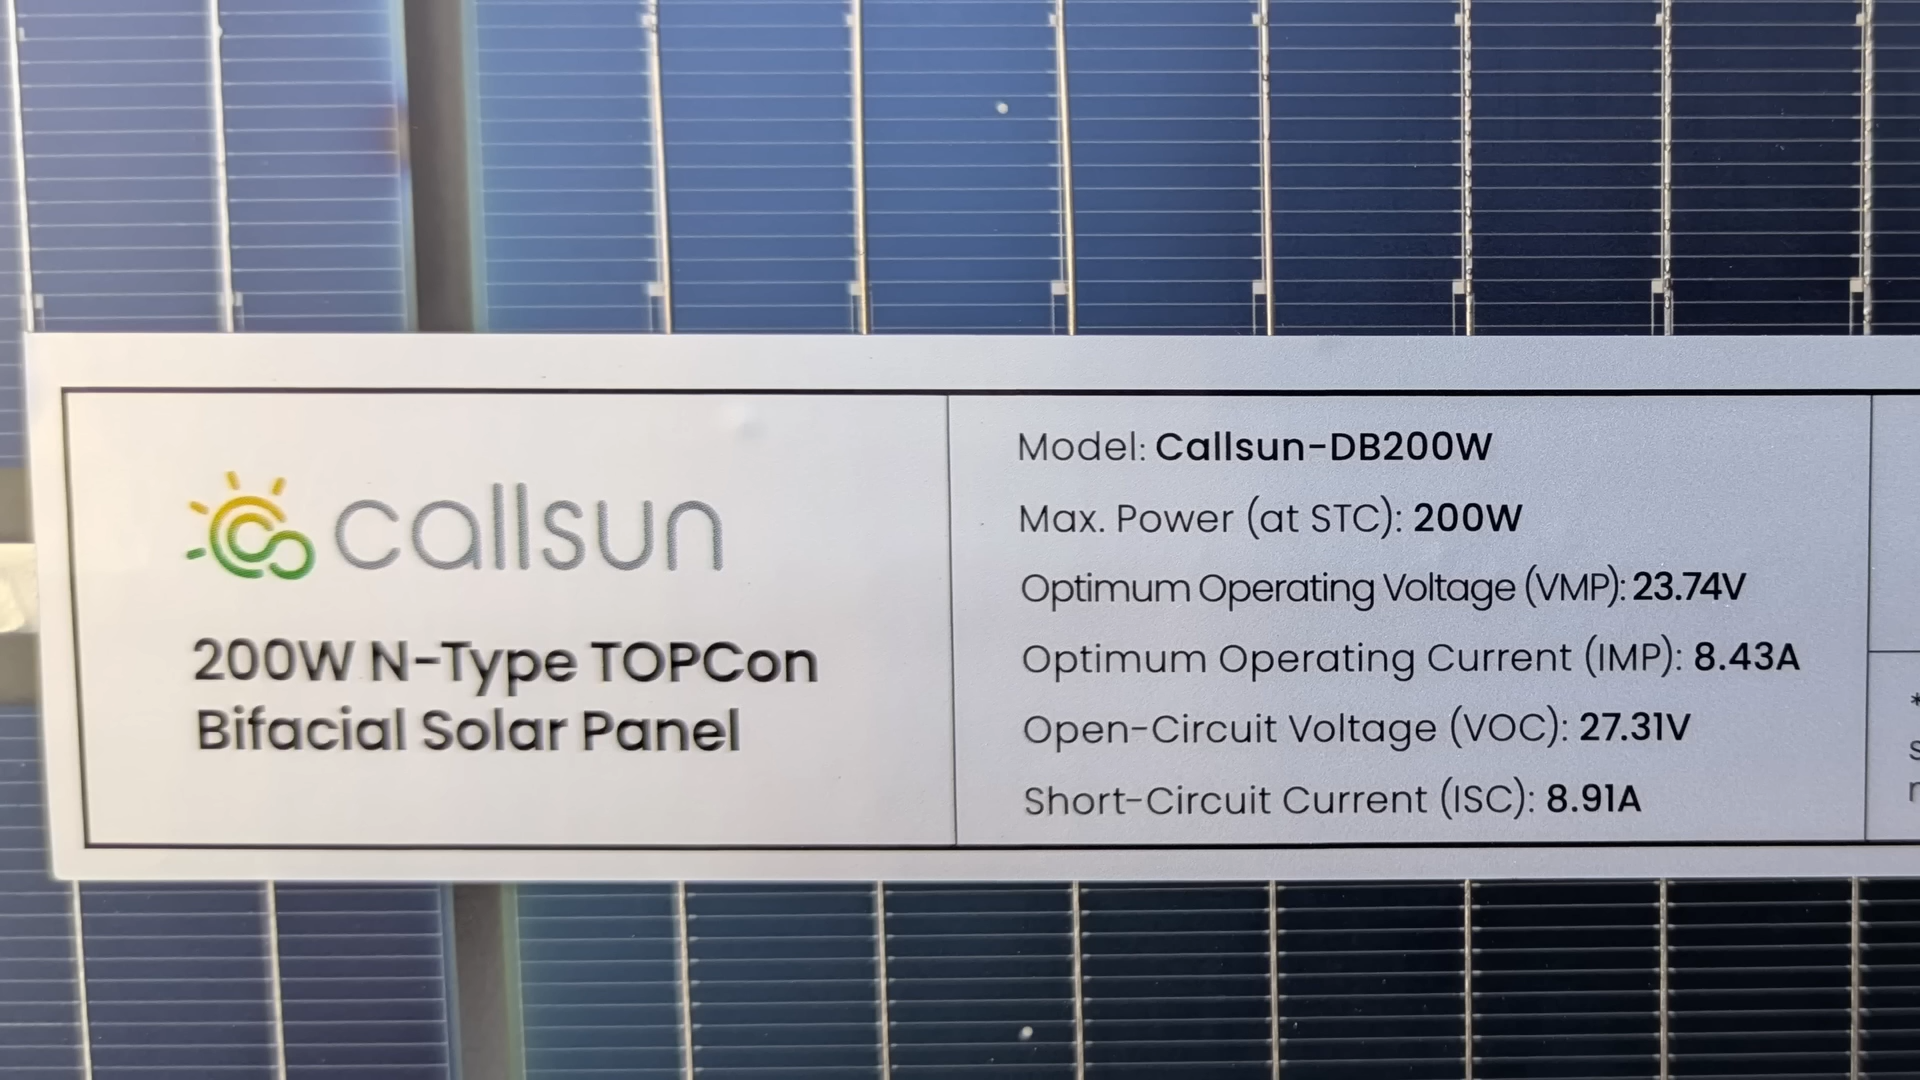 callsun
200W N-Type TOPCon
Bifacial Solar Panel
Model: Callsun-DB200W
Max. Power (at STC): 200W
Optimum Operating Voltage (VMP): 23.74V
Optimum Operating Current (IMP): 8.43A
Open-Circuit Voltage (VOC): 27.31V
Short-Circuit Current (ISC): 8.91A